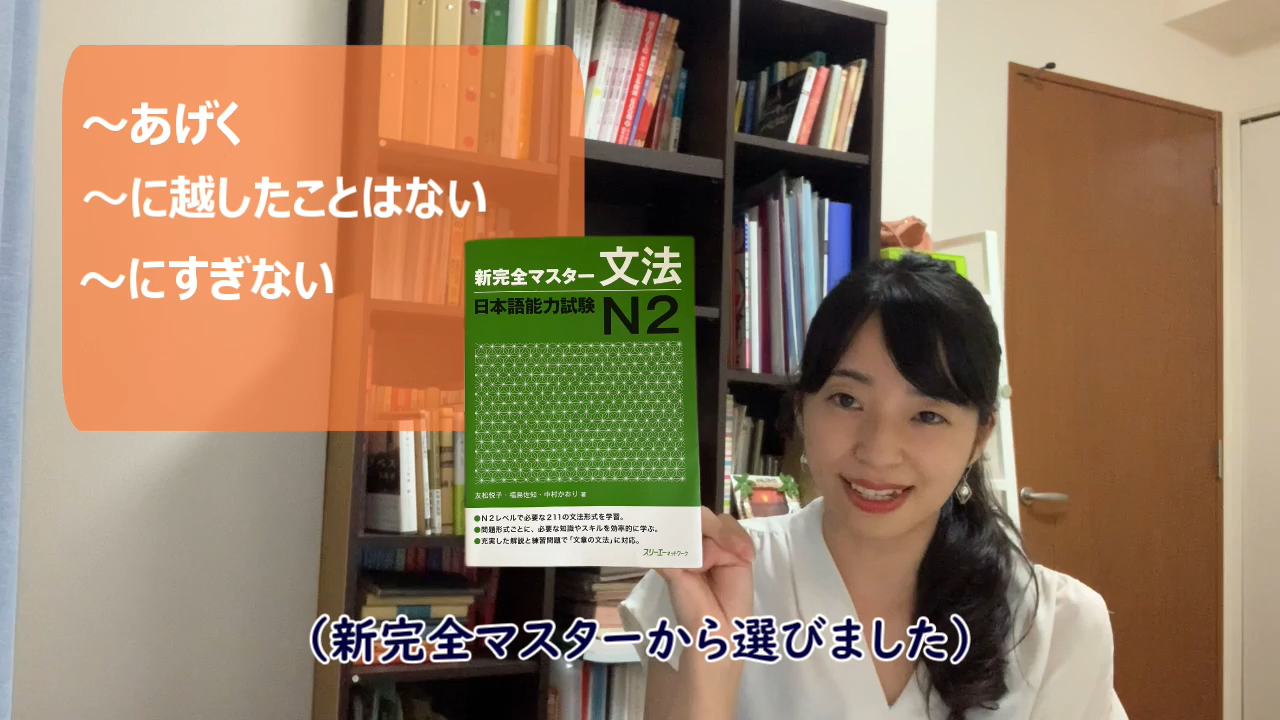 ～あげく
～に越したことはない
～にすぎない
新完全マスター 文法
日本語能力試験 N2
友松悦子・福島佐知・中村かおり 著
●N2レベルで必要な211の文法形式を学習。
●問題形式ごとに、必要な知識やスキルを効率的に学ぶ。
●充実した解説と練習問題で「文章の文法」に対応。
スリーエーネットワーク
（新完全マスターから選びました）